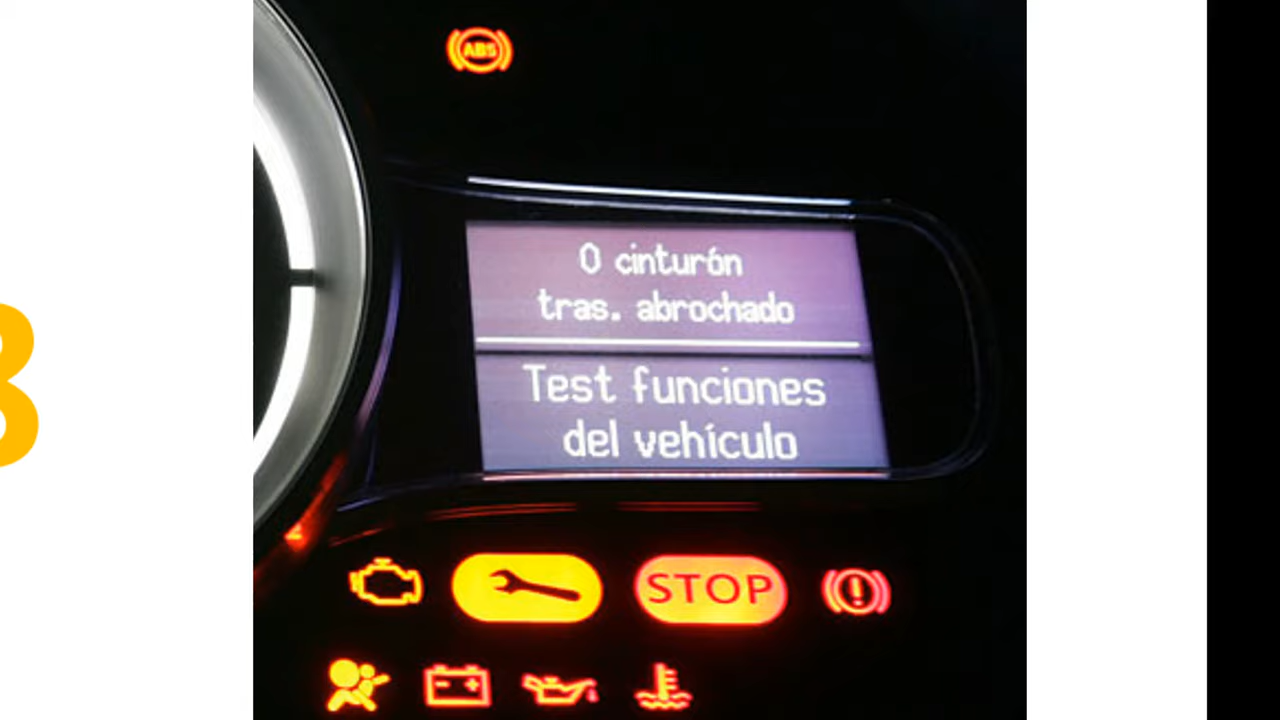 ABS
0 cinturón
tras. abrochado
Test funciones
del vehículo
STOP